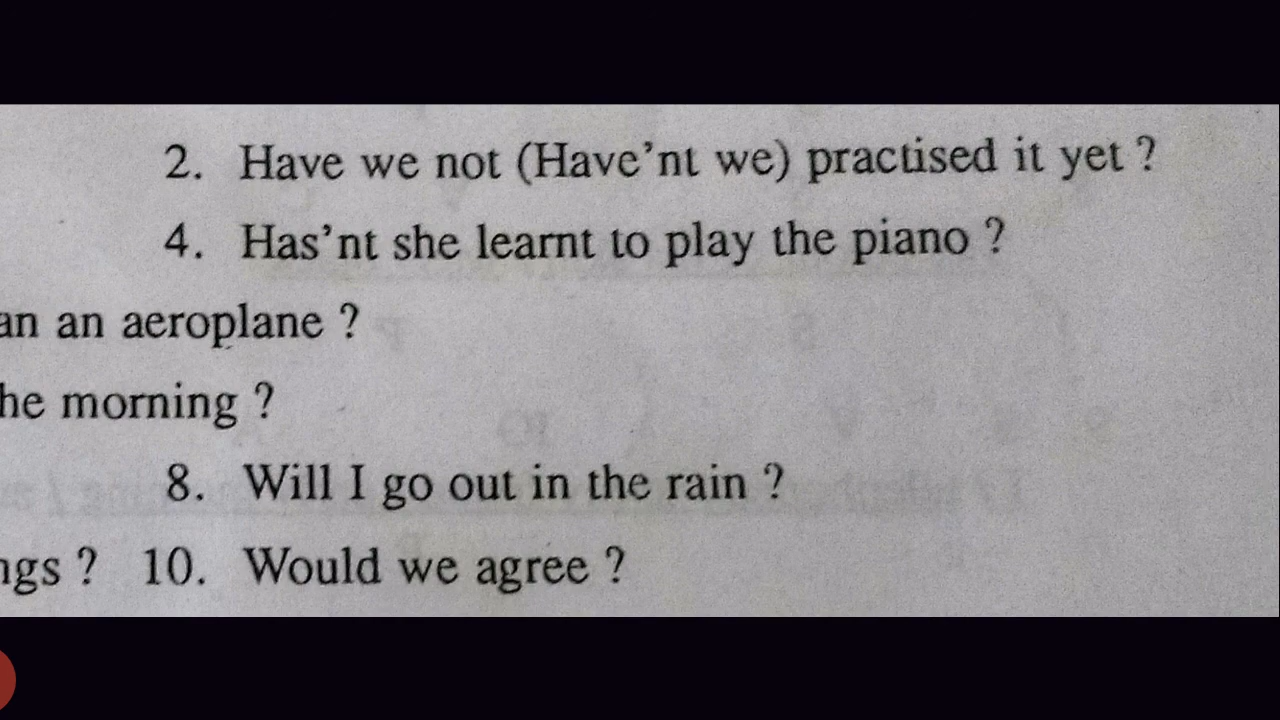 2. Have we not (Have'nt we) practised it yet ?
4. Has'nt she learnt to play the piano ?
an an aeroplane ?
he morning ?
8. Will I go out in the rain ?
ngs ? 10. Would we agree ?